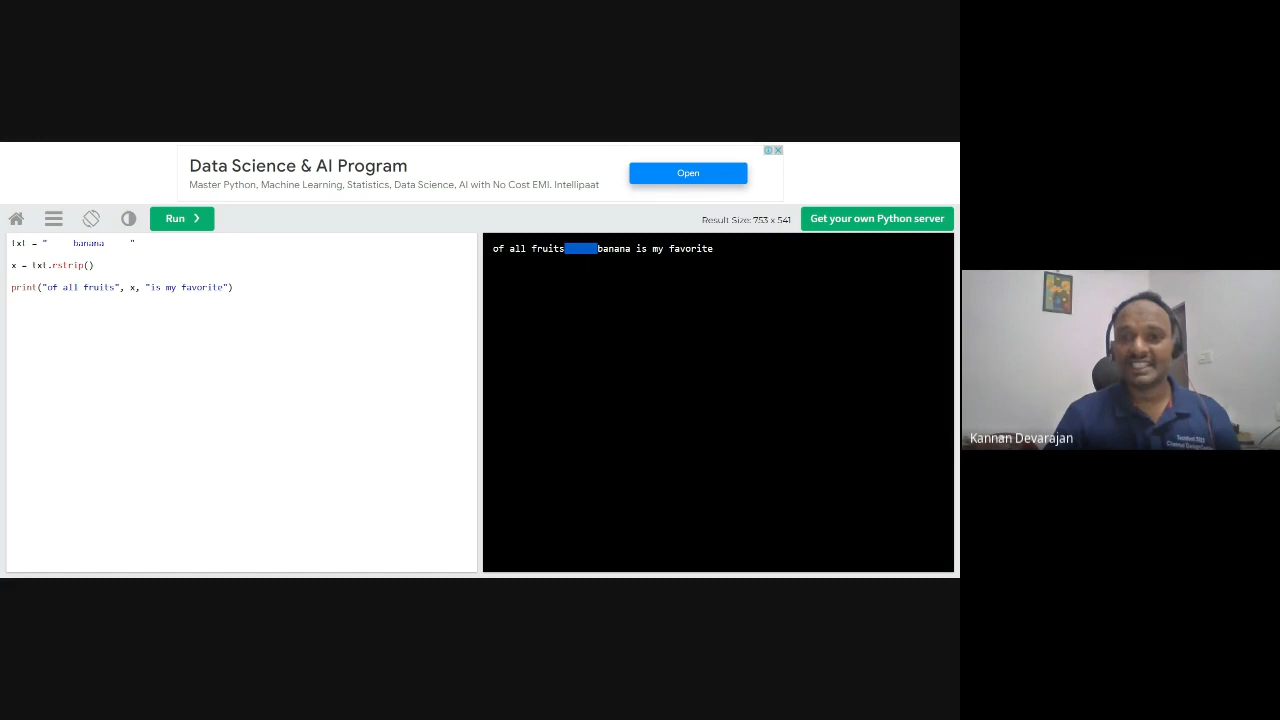 Data Science & AI Program
Master Python, Machine Learning, Statistics, Data Science, AI with No Cost EMI. Intellipaat
Open
Run ❯
Result Size: 753 x 541
Get your own Python server
txt = "     banana     "
x = txt.rstrip()
print("of all fruits", x, "is my favorite")
of all fruits      banana is my favorite
Kannan Devarajan